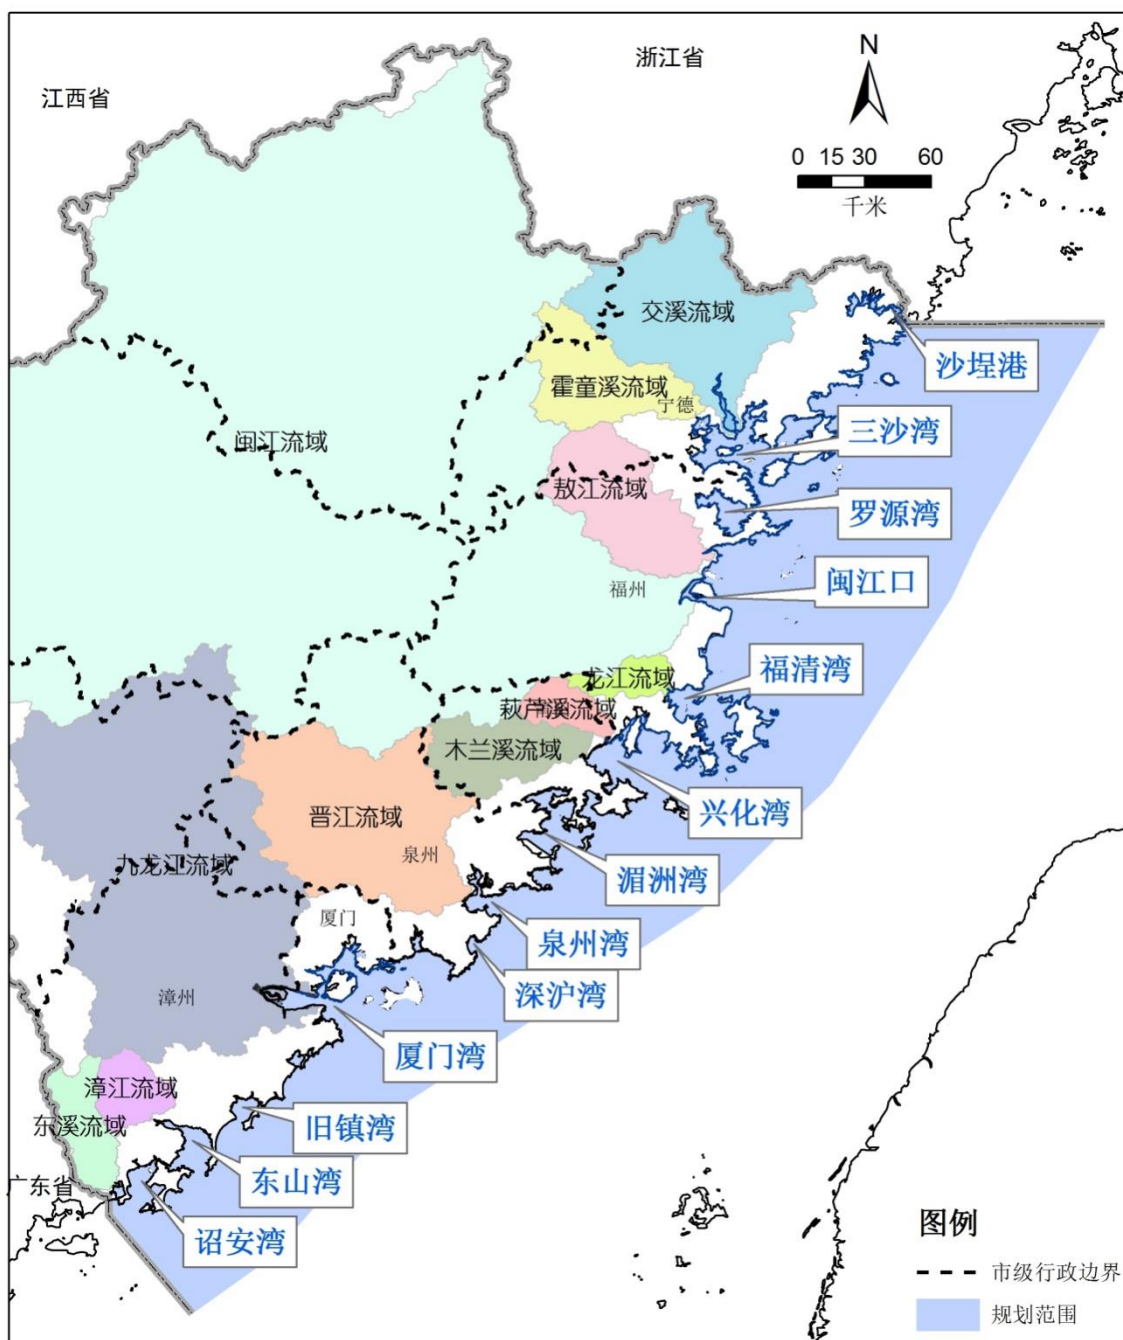 浙江省
江西省
N
0 15 30 60
千米
交溪流域
沙埕港
霍童溪流域
宁德
三沙湾
闽江流域
敖江流域
罗源湾
福州
闽江口
龙江流域
福清湾
萩芦溪流域
木兰溪流域
兴化湾
晋江流域
泉州
九龙江流域
湄洲湾
厦门
泉州湾
深沪湾
漳州
厦门湾
漳江流域
旧镇湾
东溪流域
东山湾
广东省
诏安湾
图例
市级行政边界
规划范围